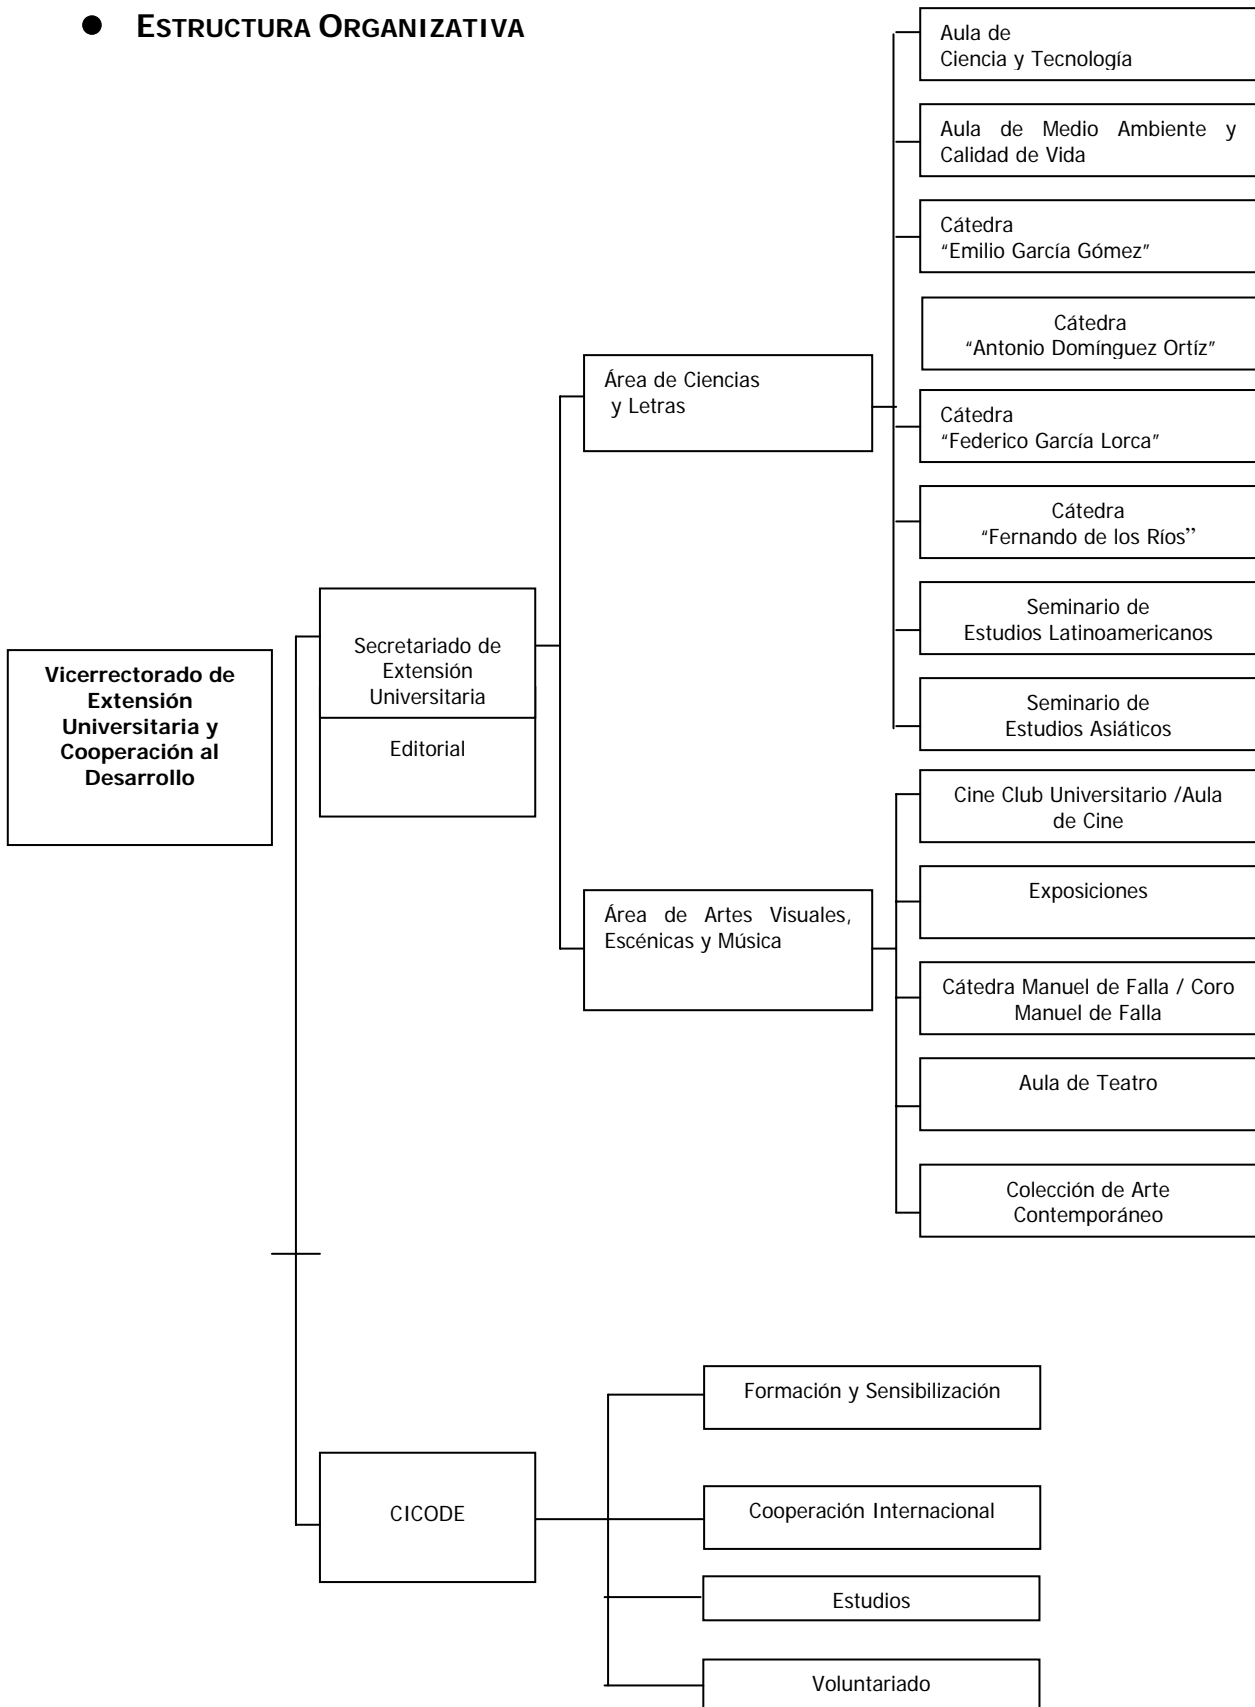 ● ESTRUCTURA ORGANIZATIVA
Aula de
Ciencia y Tecnología
Aula de Medio Ambiente y
Calidad de Vida
Cátedra
“Emilio García Gómez”
Cátedra
“Antonio Domínguez Ortíz”
Área de Ciencias
y Letras
Cátedra
“Federico García Lorca”
Cátedra
“Fernando de los Ríos”
Seminario de
Estudios Latinoamericanos
Seminario de
Estudios Asiáticos
Secretariado de
Extensión
Universitaria
Editorial
Vicerrectorado de
Extensión
Universitaria y
Cooperación al
Desarrollo
Cine Club Universitario /Aula
de Cine
Exposiciones
Área de Artes Visuales,
Escénicas y Música
Cátedra Manuel de Falla / Coro
Manuel de Falla
Aula de Teatro
Colección de Arte
Contemporáneo
Formación y Sensibilización
CICODE
Cooperación Internacional
Estudios
Voluntariado